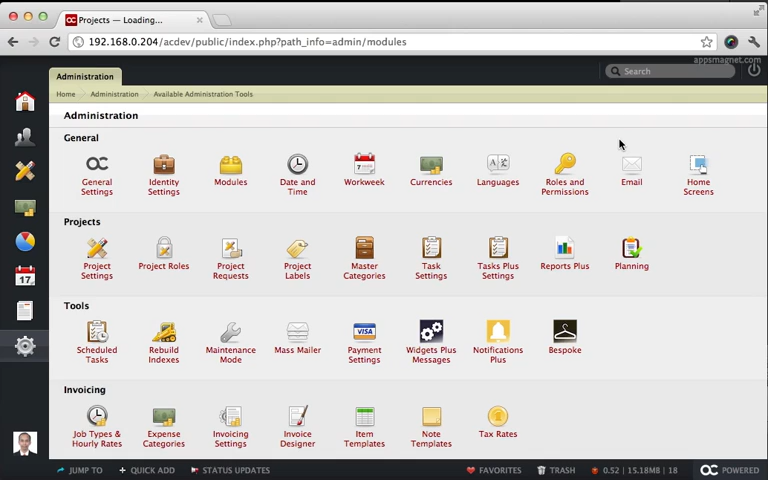 Projects — Loading...
192.168.0.204/acdev/public/index.php?path_info=admin/modules
appsmagnet.com
Administration
Search
Home Administration Available Administration Tools
Administration
General
General Settings
Identity Settings
Modules
Date and Time
Workweek
Currencies
Languages
Roles and Permissions
Email
Home Screens
Projects
Project Settings
Project Roles
Project Requests
Project Labels
Master Categories
Task Settings
Tasks Plus Settings
Reports Plus
Planning
Tools
Scheduled Tasks
Rebuild Indexes
Maintenance Mode
Mass Mailer
VISA
Payment Settings
Widgets Plus Messages
Notifications Plus
Bespoke
Invoicing
Job Types & Hourly Rates
Expense Categories
Invoicing Settings
Invoice Designer
Item Templates
Note Templates
Tax Rates
17
JUMP TO QUICK ADD STATUS UPDATES FAVORITES TRASH 0.52 | 15.18MB | 18 POWERED